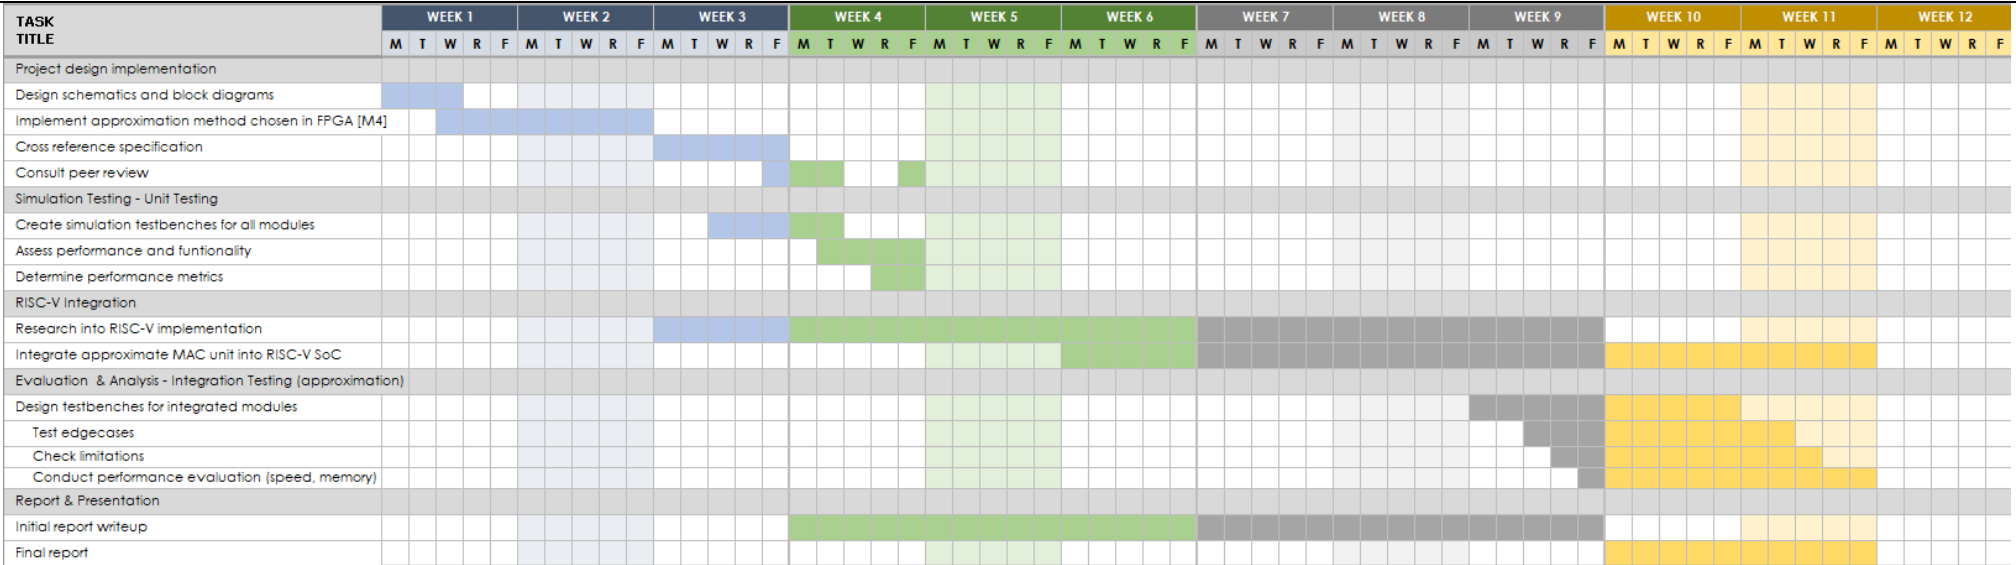 TASK
TITLE
WEEK 1 WEEK 2 WEEK 3 WEEK 4 WEEK 5 WEEK 6 WEEK 7 WEEK 8 WEEK 9 WEEK 10 WEEK 11 WEEK 12
M T W R F M T W R F M T W R F M T W R F M T W R F M T W R F M T W R F M T W R F M T W R F M T W R F M T W R F M T W R F
Project design implementation
Design schematics and block diagrams
Implement approximation method chosen in FPGA [M4]
Cross reference specification
Consult peer review
Simulation Testing - Unit Testing
Create simulation testbenches for all modules
Assess performance and funtionality
Determine performance metrics
RISC-V Integration
Research into RISC-V implementation
Integrate approximate MAC unit into RISC-V SoC
Evaluation & Analysis - Integration Testing (approximation)
Design testbenches for integrated modules
Test edgecases
Check limitations
Conduct performance evaluation (speed, memory)
Report & Presentation
Initial report writeup
Final report